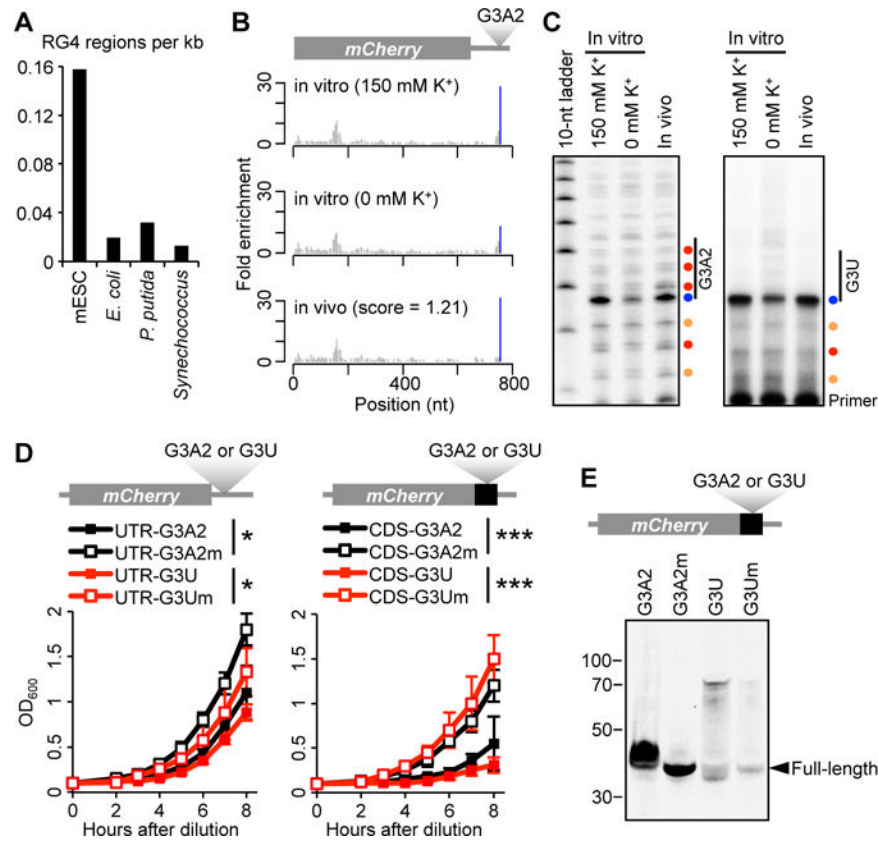 A
RG4 regions per kb
0.16
0.12
0.08
0.04
0
mESC
E. coli
P. putida
Synechococcus
B
G3A2
mCherry
Fold enrichment
30
0
in vitro (150 mM K⁺)
30
0
in vitro (0 mM K⁺)
30
0
in vivo (score = 1.21)
0 400 800
Position (nt)
C
In vitro
10-nt ladder
150 mM K⁺
0 mM K⁺
In vivo
G3A2
In vitro
150 mM K⁺
0 mM K⁺
In vivo
G3U
Primer
D
G3A2 or G3U
mCherry
UTR-G3A2
UTR-G3A2m
*
UTR-G3U
UTR-G3Um
*
OD600
2
1.5
1
0.5
0
0 2 4 6 8
Hours after dilution
G3A2 or G3U
mCherry
CDS-G3A2
CDS-G3A2m
***
CDS-G3U
CDS-G3Um
***
2
1.5
1
0.5
0
0 2 4 6 8
Hours after dilution
E
G3A2 or G3U
mCherry
G3A2
G3A2m
G3U
G3Um
100
70
50
30
Full-length